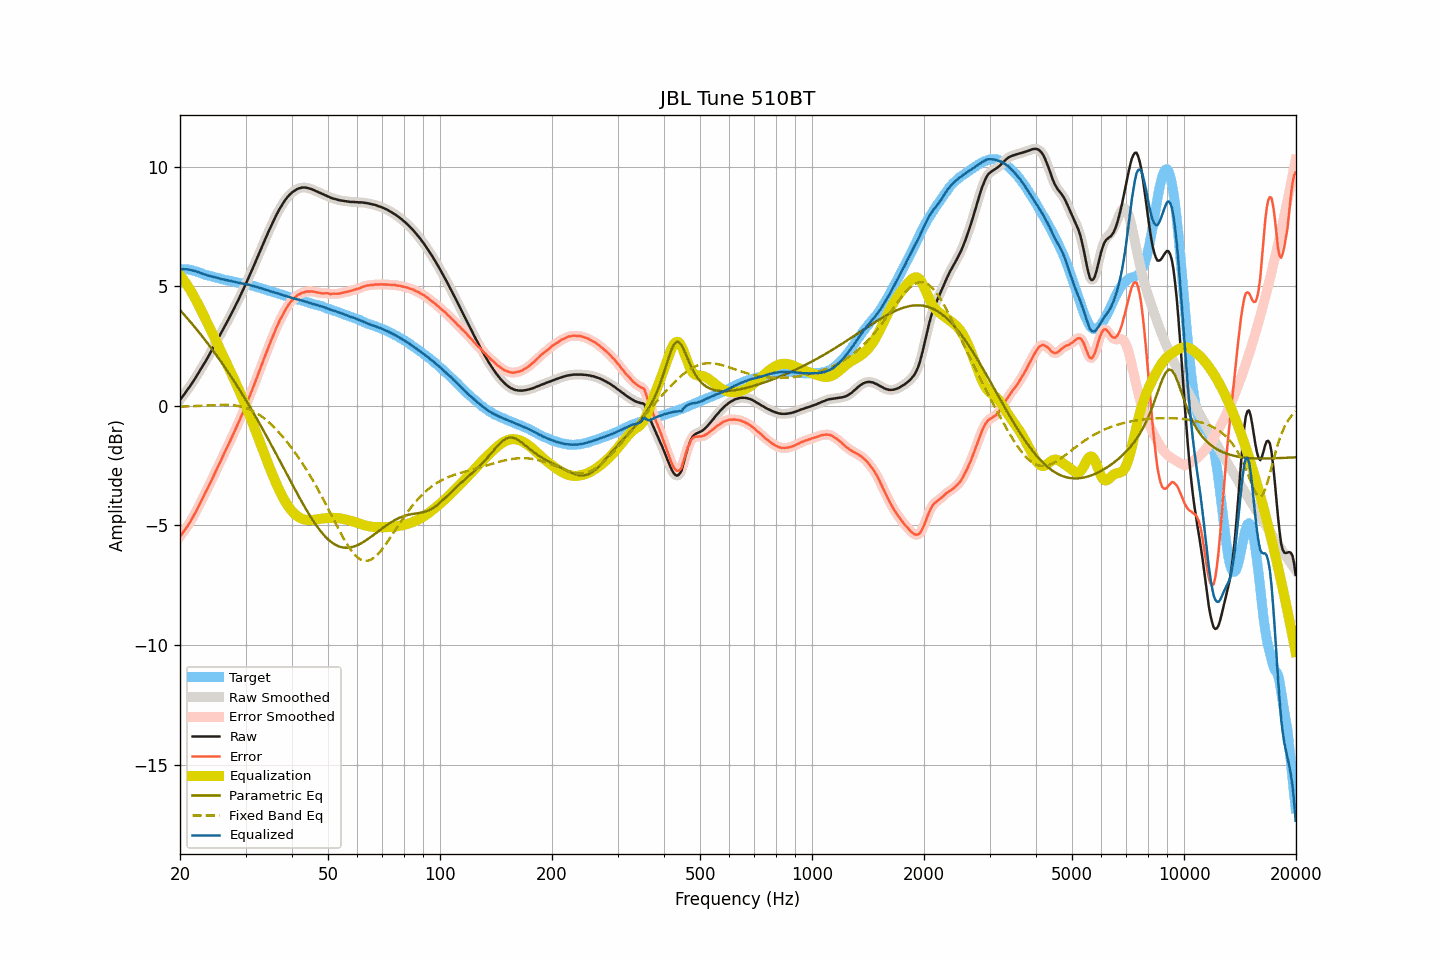 JBL Tune 510BT
10
5
0
−5
−10
−15
Amplitude (dBr)
Target
Raw Smoothed
Error Smoothed
Raw
Error
Equalization
Parametric Eq
Fixed Band Eq
Equalized
20 50 100 200 500 1000 2000 5000 10000 20000
Frequency (Hz)